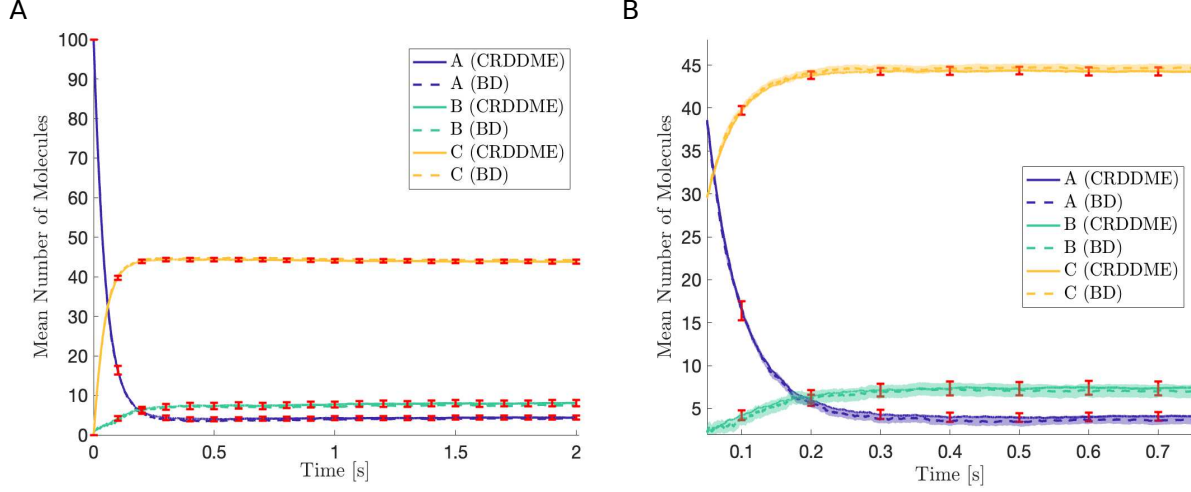 A
B
100
90
80
70
60
50
40
30
20
10
0
Mean Number of Molecules
A (CRDDME)
A (BD)
B (CRDDME)
B (BD)
C (CRDDME)
C (BD)
0
0.5
1
1.5
2
Time [s]
45
40
35
30
25
20
15
10
5
Mean Number of Molecules
A (CRDDME)
A (BD)
B (CRDDME)
B (BD)
C (CRDDME)
C (BD)
0.1
0.2
0.3
0.4
0.5
0.6
0.7
Time [s]